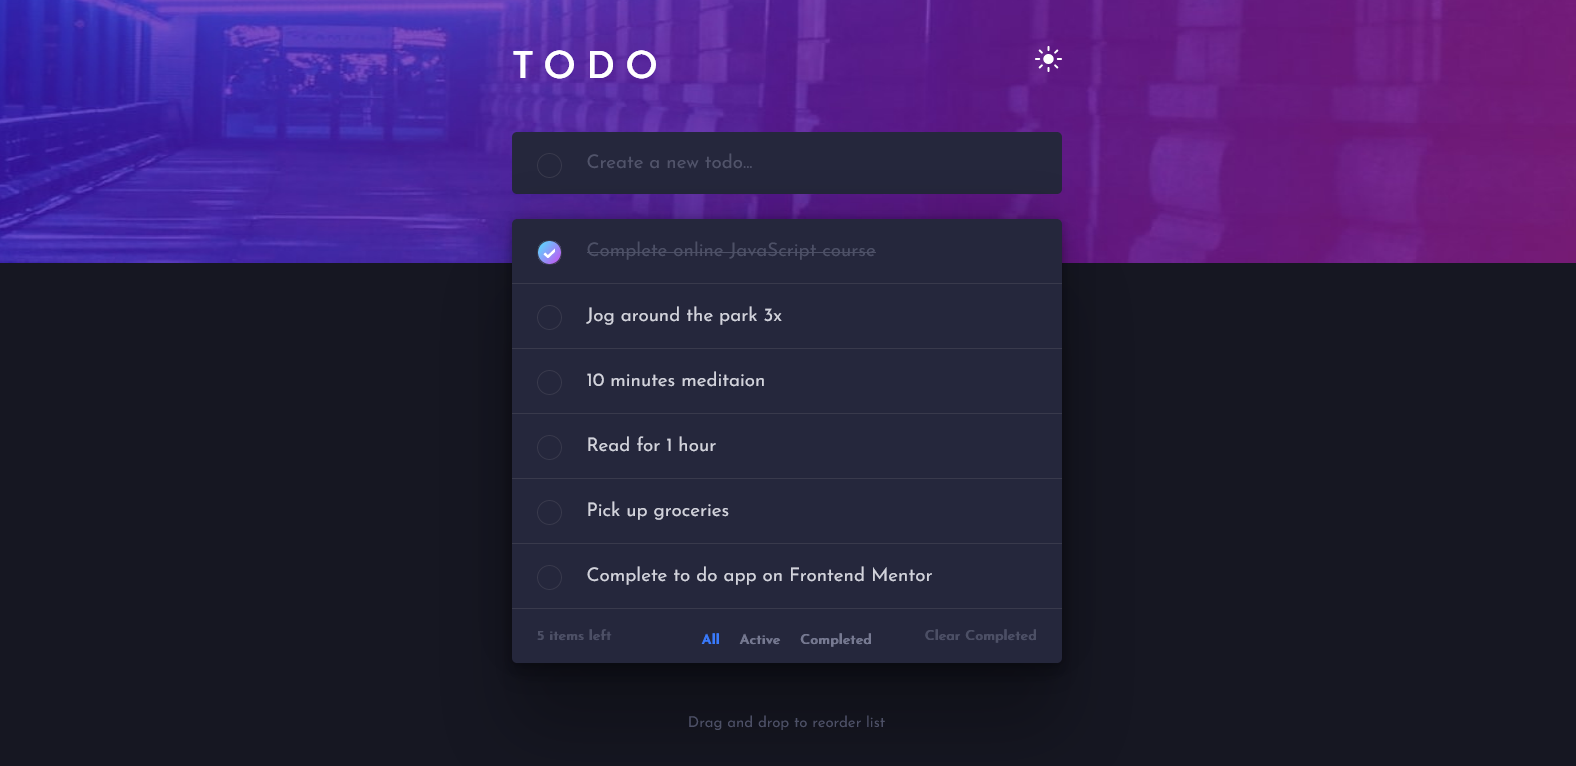 TODO
Create a new todo...
Complete online JavaScript course
Jog around the park 3x
10 minutes meditaion
Read for 1 hour
Pick up groceries
Complete to do app on Frontend Mentor
5 items left All Active Completed Clear Completed
Drag and drop to reorder list